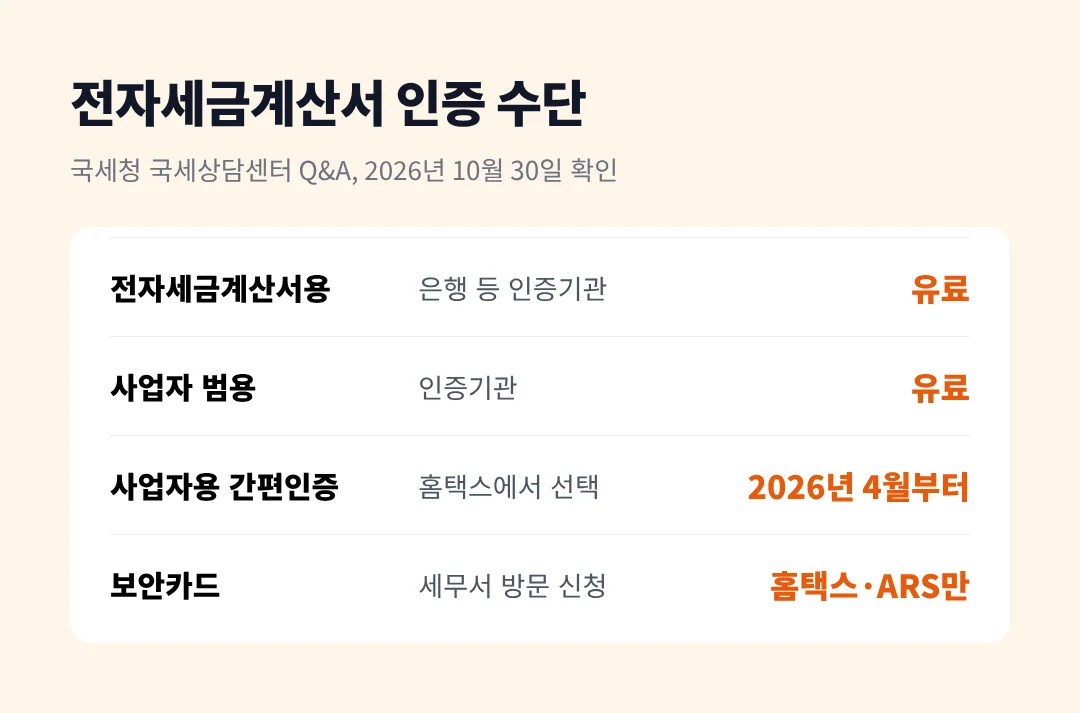 전자세금계산서 인증 수단
국세청 국세상담센터 Q&A, 2026년 10월 30일 확인
전자세금계산서용 은행 등 인증기관 유료
사업자 범용 인증기관 유료
사업자용 간편인증 홈택스에서 선택 2026년 4월부터
보안카드 세무서 방문 신청 홈택스·ARS만